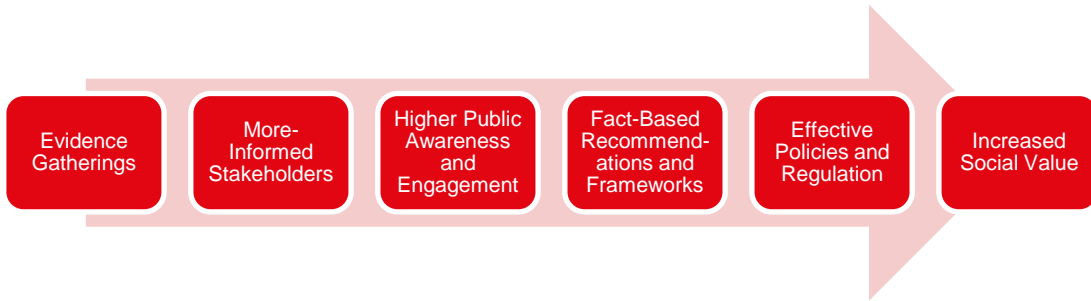 Evidence
Gatherings
More-
Informed
Stakeholders
Higher Public
Awareness
and
Engagement
Fact-Based
Recommend-
ations and
Frameworks
Effective
Policies and
Regulation
Increased
Social Value